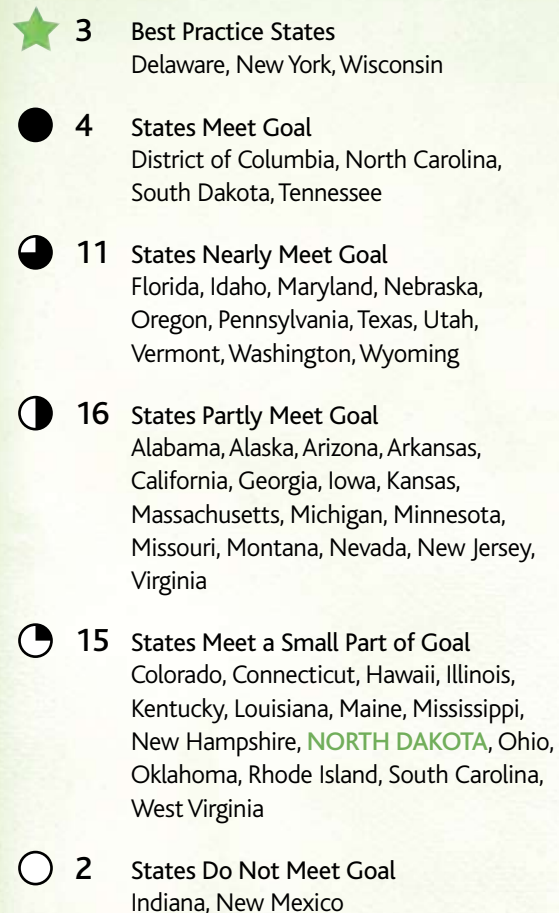 3 Best Practice States
Delaware, New York, Wisconsin
4 States Meet Goal
District of Columbia, North Carolina,
South Dakota, Tennessee
11 States Nearly Meet Goal
Florida, Idaho, Maryland, Nebraska,
Oregon, Pennsylvania, Texas, Utah,
Vermont, Washington, Wyoming
16 States Partly Meet Goal
Alabama, Alaska, Arizona, Arkansas,
California, Georgia, Iowa, Kansas,
Massachusetts, Michigan, Minnesota,
Missouri, Montana, Nevada, New Jersey,
Virginia
15 States Meet a Small Part of Goal
Colorado, Connecticut, Hawaii, Illinois,
Kentucky, Louisiana, Maine, Mississippi,
New Hampshire, NORTH DAKOTA, Ohio,
Oklahoma, Rhode Island, South Carolina,
West Virginia
2 States Do Not Meet Goal
Indiana, New Mexico